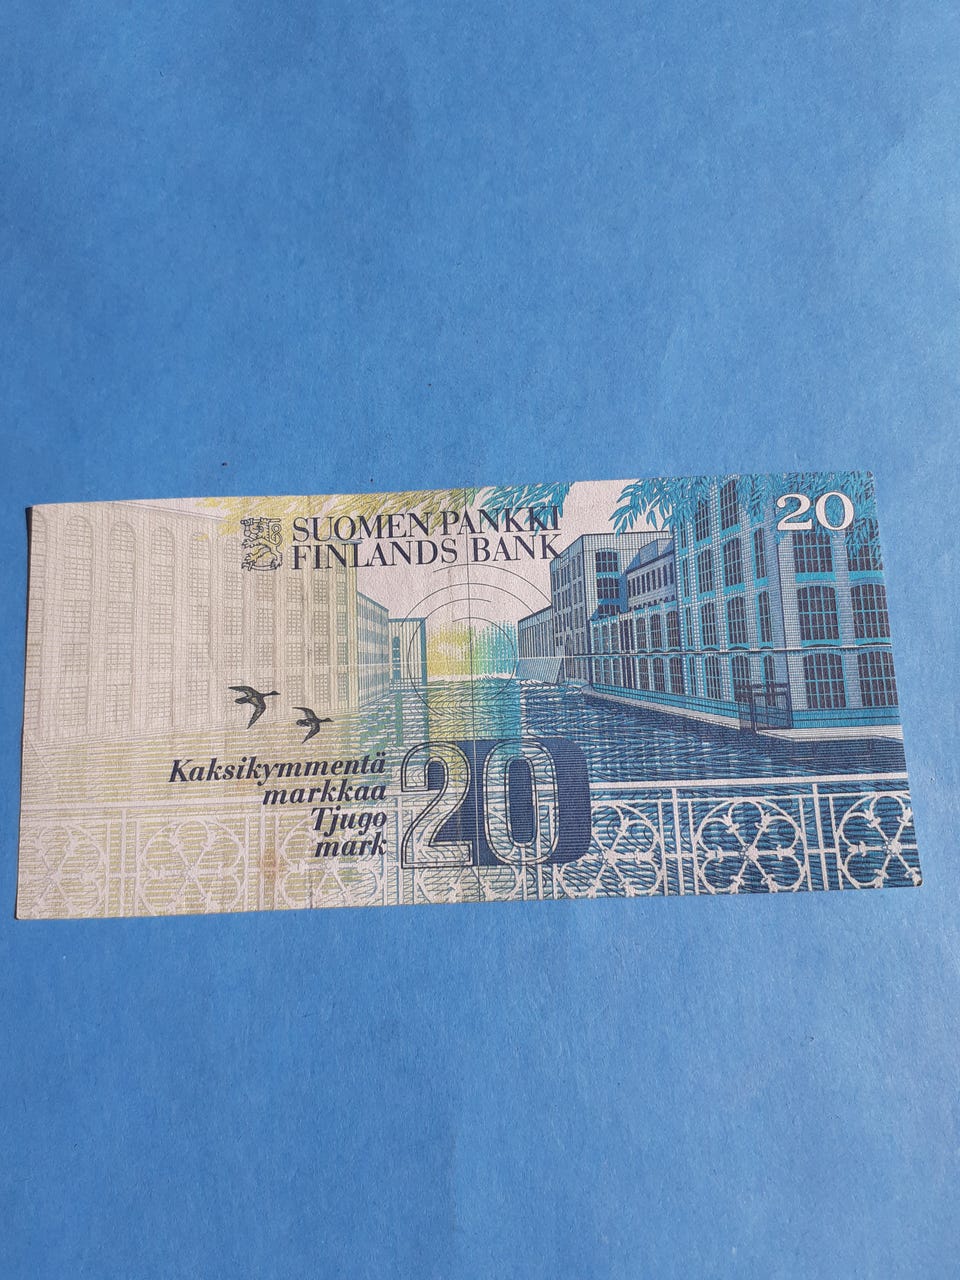 SUOMEN PANKKI
FINLANDS BANK
20
Kaksikymmentä
markkaa
Tjugo
mark
20